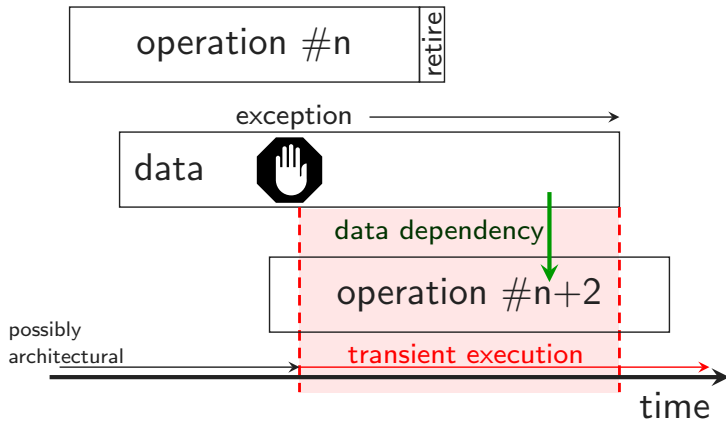 operation #n
retire
exception
data
data dependency
operation #n+2
possibly
architectural
transient execution
time